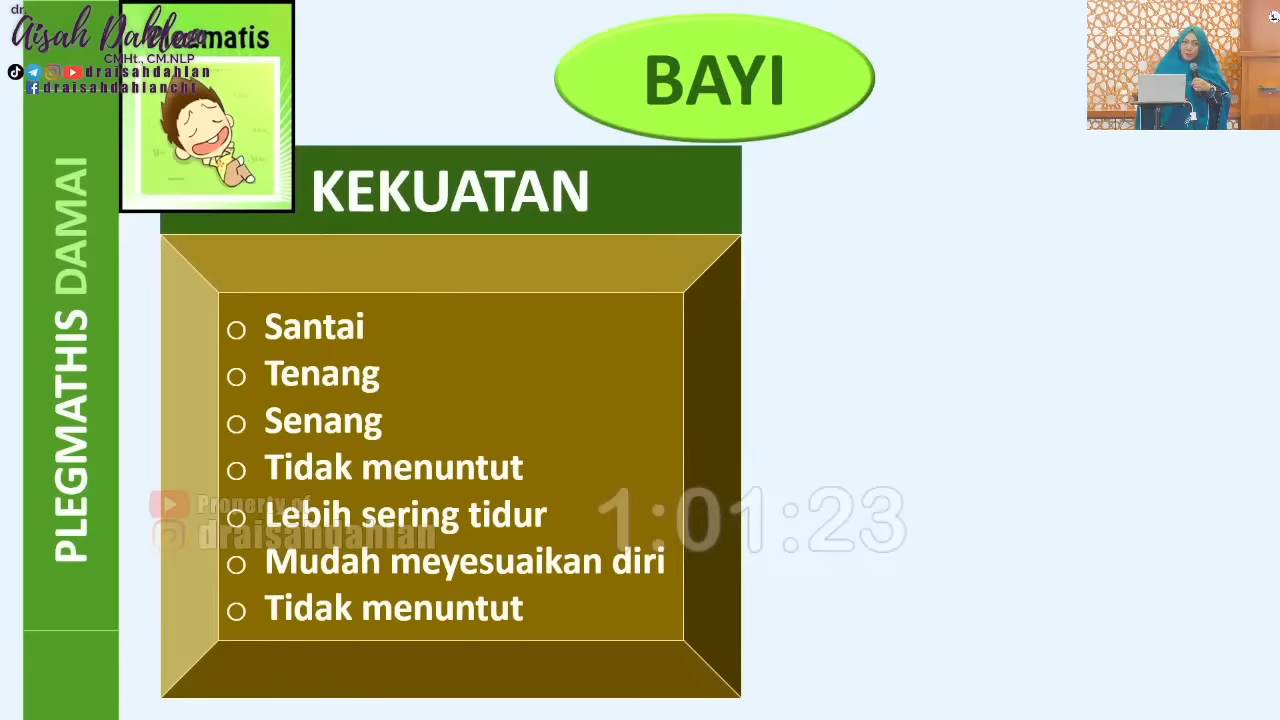 dr.
Aisah Dahlan
CMHt., CM.NLP
draisahdahlan
draisahdahlancht
BAYI
KEKUATAN
PLEGMATHIS DAMAI
Santai
Tenang
Senang
Tidak menuntut
Lebih sering tidur
Mudah meyesuaikan diri
Tidak menuntut
Property of
draisahdahlan
1:01:23